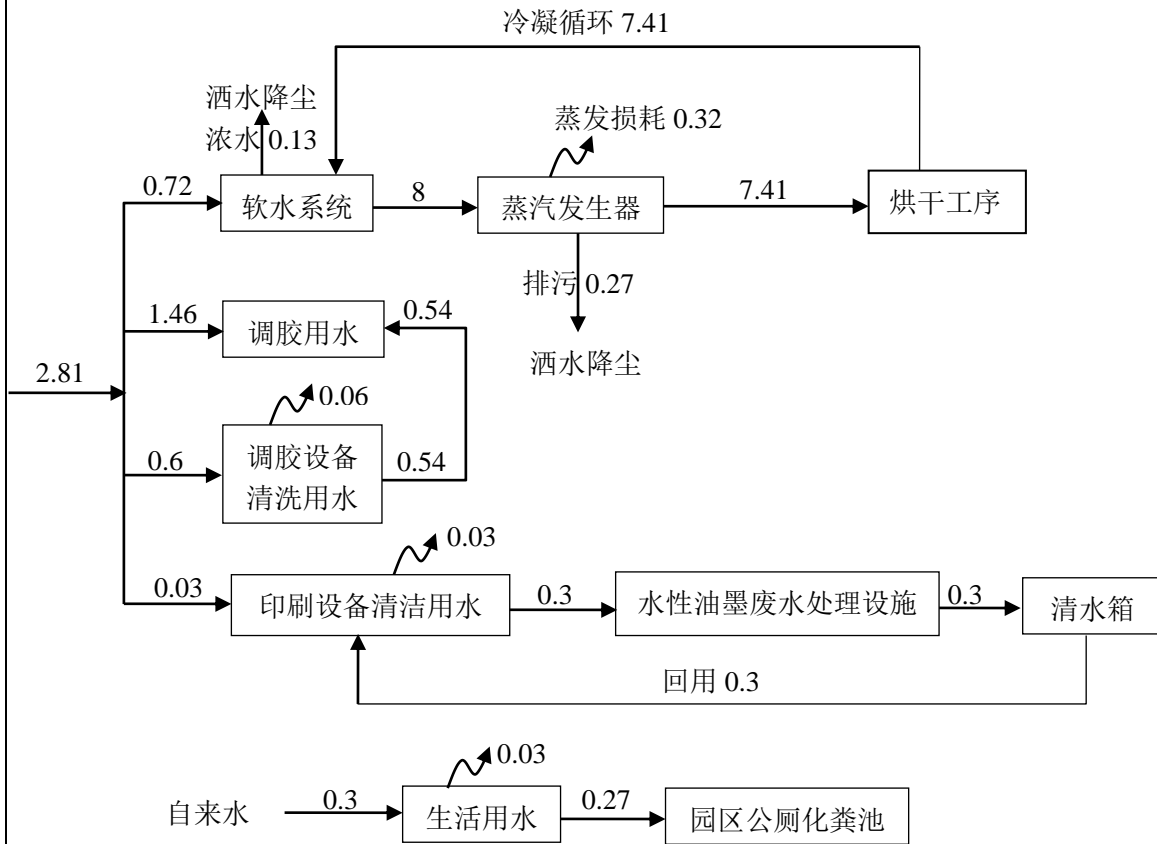 冷凝循环 7.41
洒水降尘
浓水 0.13
蒸发损耗 0.32
0.72
软水系统
8
蒸汽发生器
7.41
烘干工序
排污 0.27
洒水降尘
1.46
调胶用水
0.54
2.81
0.06
0.6
调胶设备
清洗用水
0.54
0.03
0.03
印刷设备清洁用水
0.3
水性油墨废水处理设施
0.3
清水箱
回用 0.3
0.03
自来水
0.3
生活用水
0.27
园区公厕化粪池